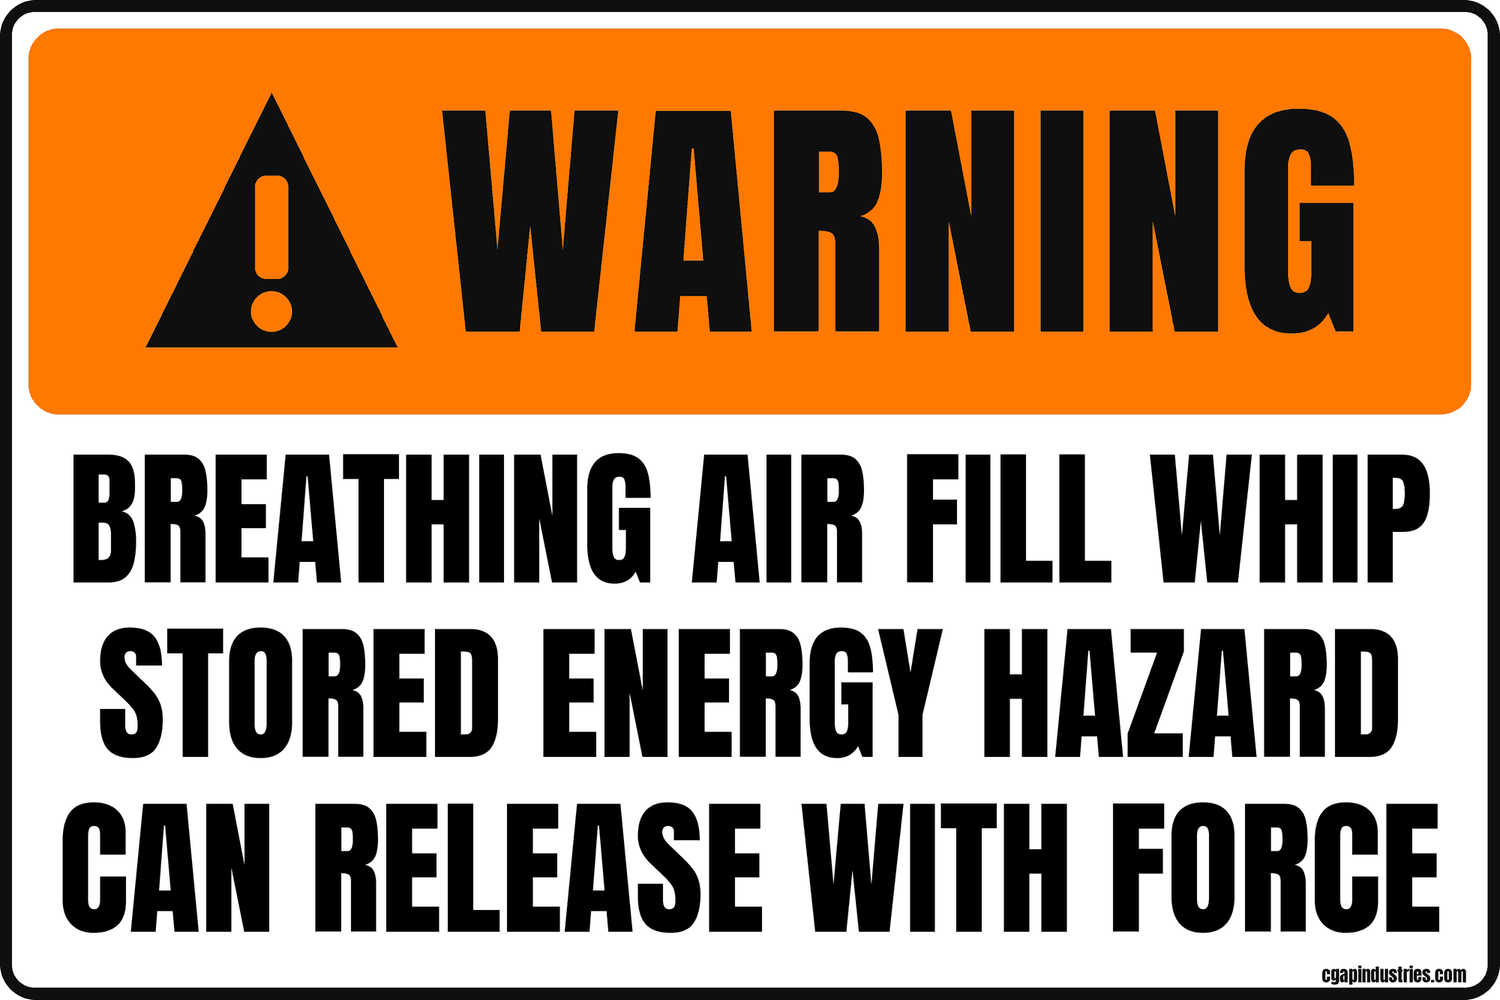 WARNING
BREATHING AIR FILL WHIP
STORED ENERGY HAZARD
CAN RELEASE WITH FORCE
cgapindustries.com